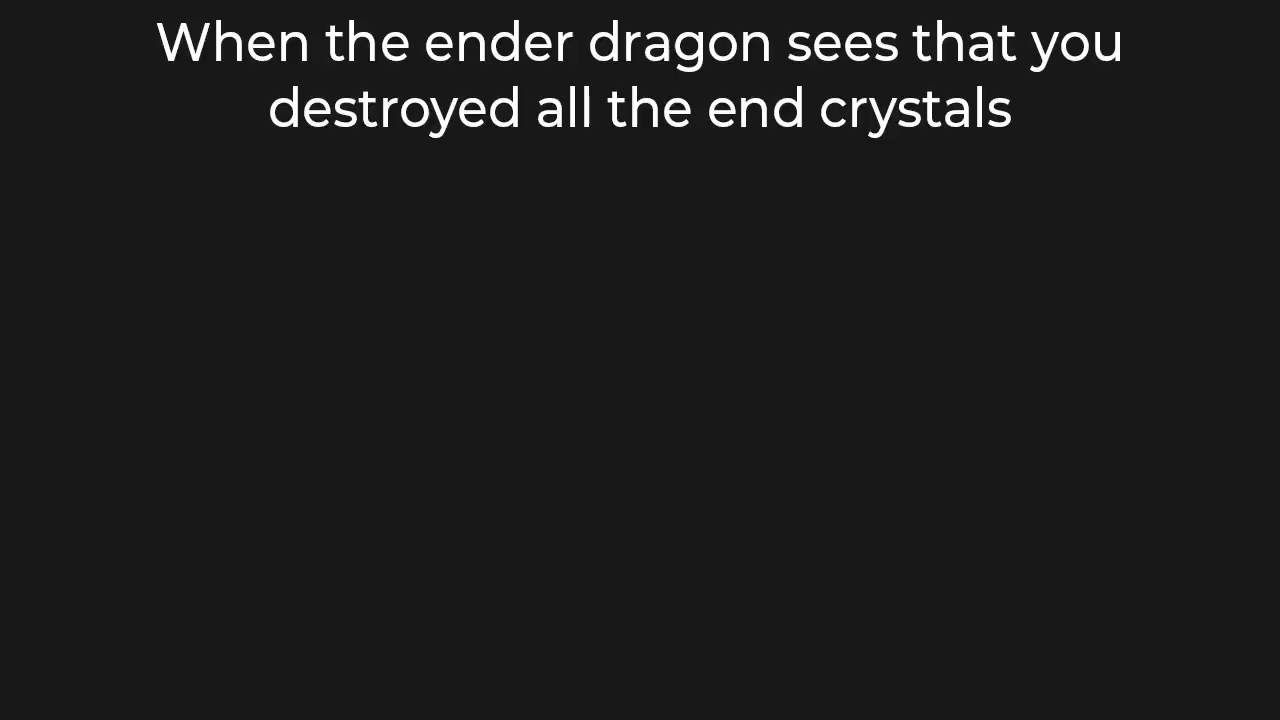 When the ender dragon sees that you
destroyed all the end crystals